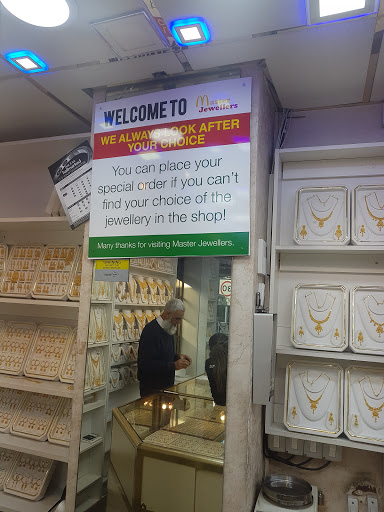 WELCOME TO Master
Jewellers
WE ALWAYS LOOK AFTER
YOUR CHOICE
You can place your
special order if you can't
find your choice of the
jewellery in the shop!
Many thanks for visiting Master Jewellers.